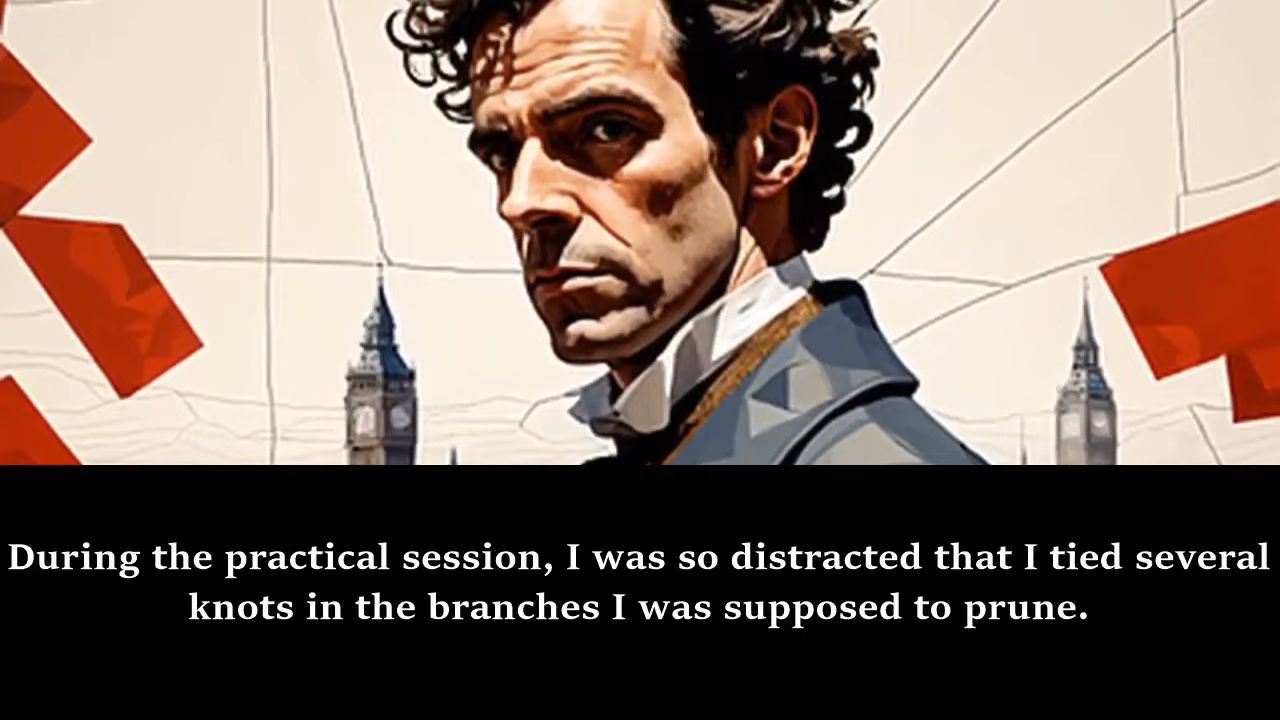 During the practical session, I was so distracted that I tied several
knots in the branches I was supposed to prune.